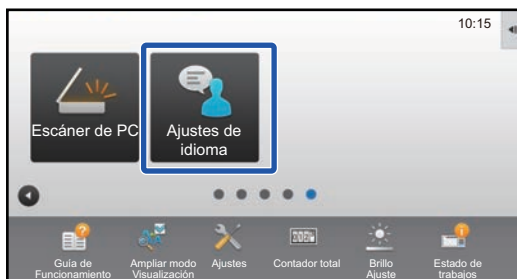 10:15
Escáner de PC
Ajustes de
idioma
Guía de
Funcionamiento
Ampliar modo
Visualización
Ajustes
Contador total
Brillo
Ajuste
Estado de
trabajos